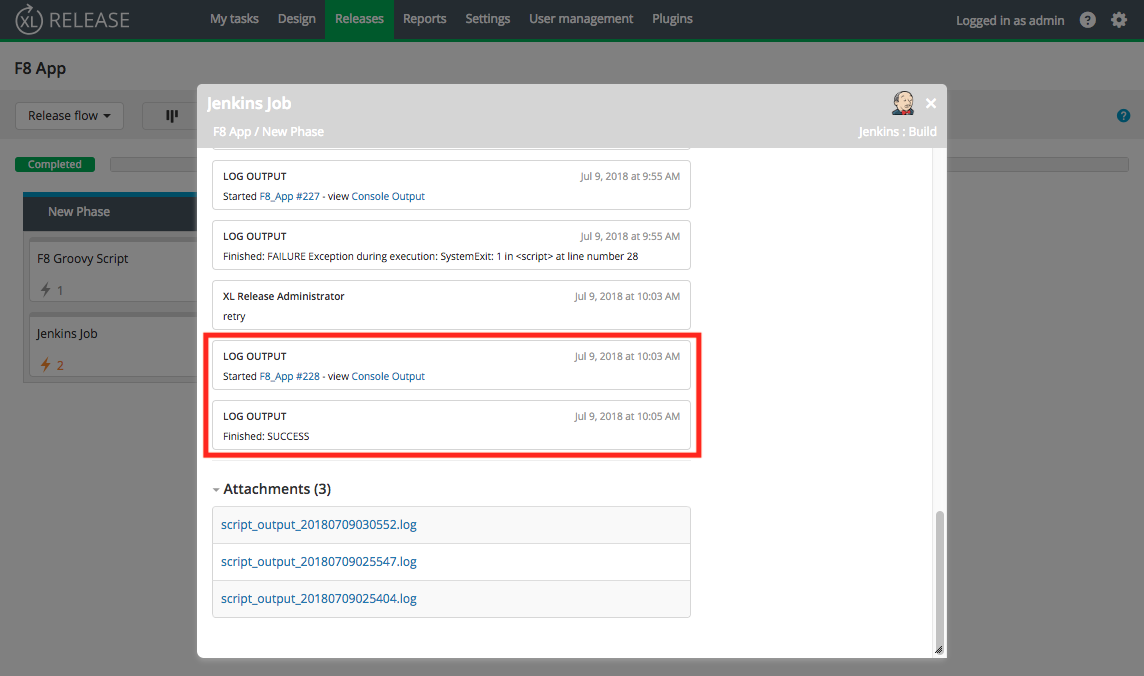 XL RELEASE
My tasks Design Releases Reports Settings User management Plugins
Logged in as admin ?
F8 App
Release flow
?
Completed
New Phase
F8 Groovy Script
1
Jenkins Job
2
Jenkins Job
F8 App / New Phase Jenkins : Build
LOG OUTPUT Jul 9, 2018 at 9:55 AM
Started F8_App #227 - view Console Output
LOG OUTPUT Jul 9, 2018 at 9:55 AM
Finished: FAILURE Exception during execution: SystemExit: 1 in <script> at line number 28
XL Release Administrator Jul 9, 2018 at 10:03 AM
retry
LOG OUTPUT Jul 9, 2018 at 10:03 AM
Started F8_App #228 - view Console Output
LOG OUTPUT Jul 9, 2018 at 10:05 AM
Finished: SUCCESS
Attachments (3)
script_output_20180709030552.log
script_output_20180709025547.log
script_output_20180709025404.log